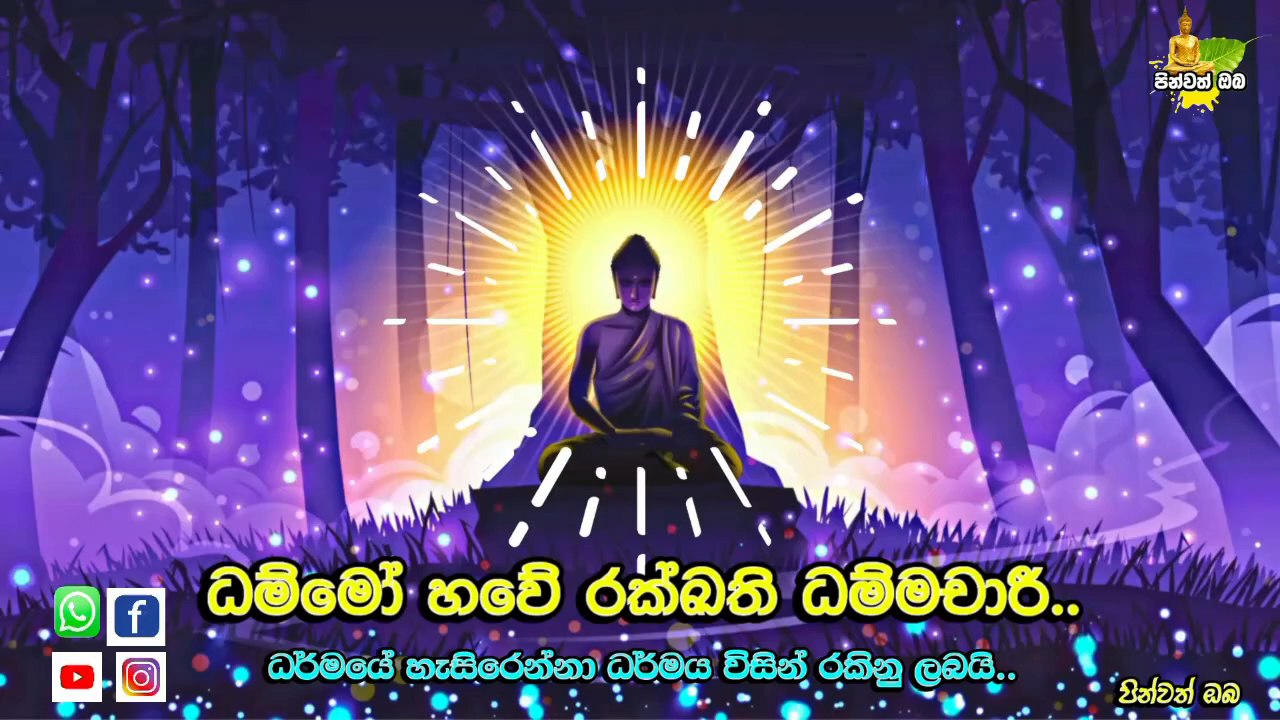 පින්වත් ඔබ
ධම්මෝ හවේ රක්ඛති ධම්මචාරී..
ධර්මයේ හැසිරෙන්නා ධර්මය විසින් රකිනු ලබයි..
පින්වත් ඔබ